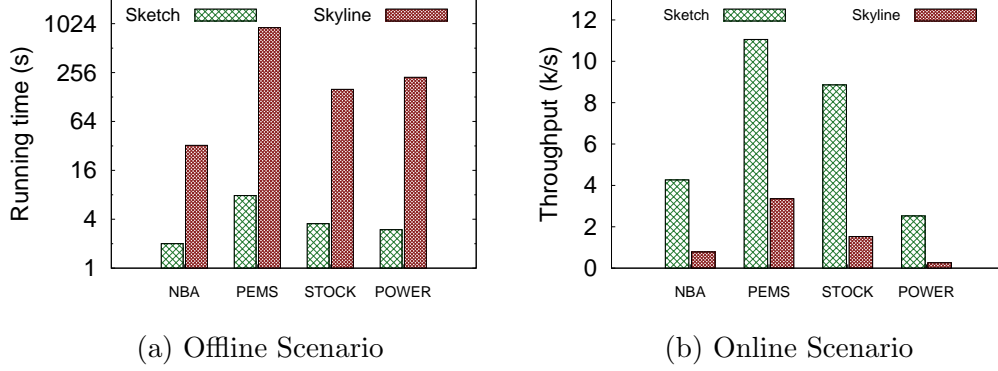 Running time (s)
1024
256
64
16
4
1
Sketch
Skyline
NBA
PEMS
STOCK
POWER
(a) Offline Scenario
Throughput (k/s)
12
10
8
6
4
2
0
Sketch
Skyline
NBA
PEMS
STOCK
POWER
(b) Online Scenario